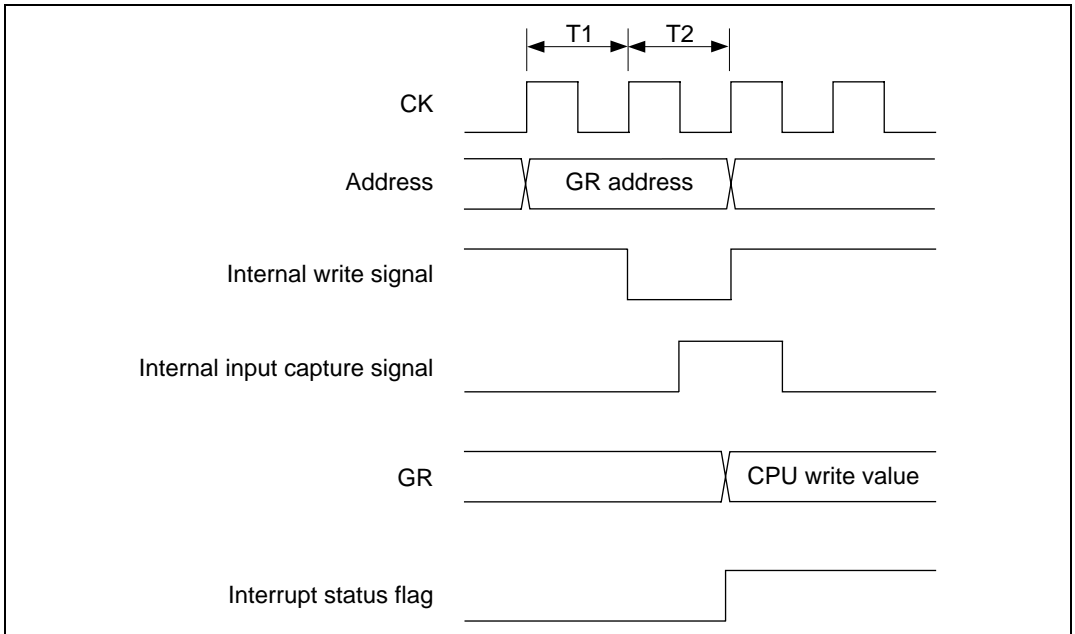 T1 T2
CK
Address GR address
Internal write signal
Internal input capture signal
GR CPU write value
Interrupt status flag